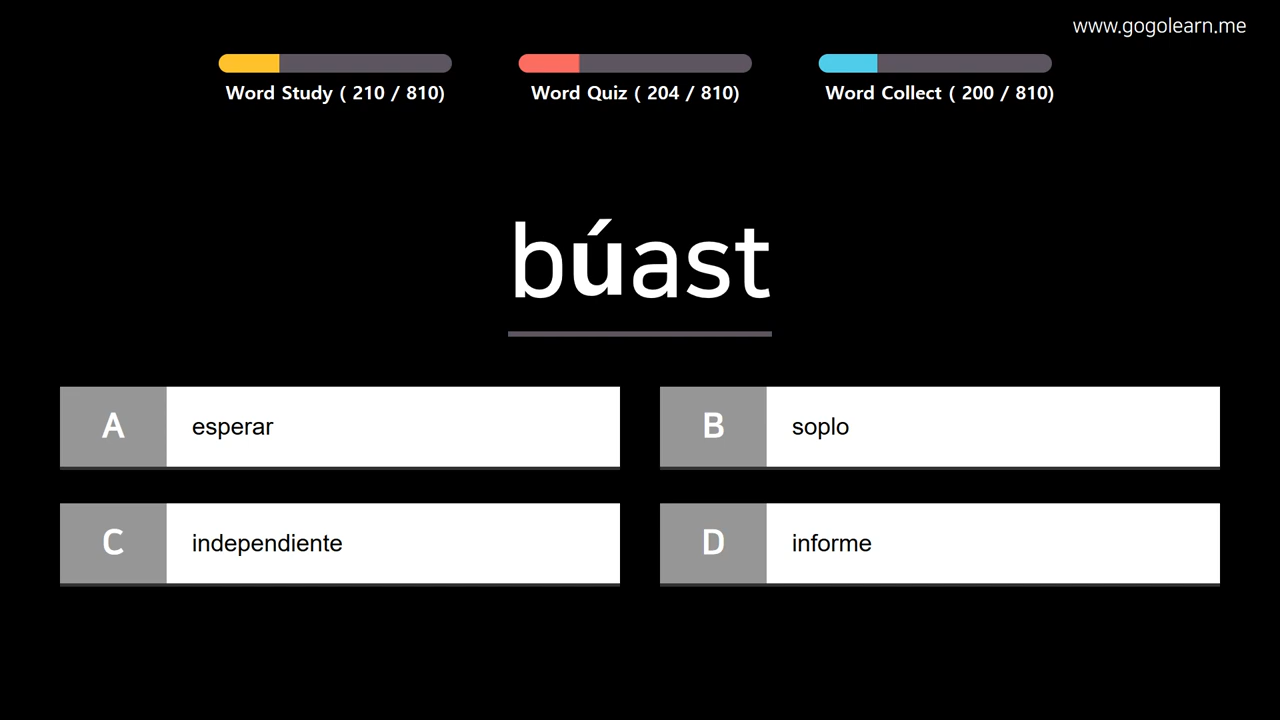 www.gogolearn.me
Word Study ( 210 / 810)
Word Quiz ( 204 / 810)
Word Collect ( 200 / 810)
búast
A esperar
B soplo
C independiente
D informe